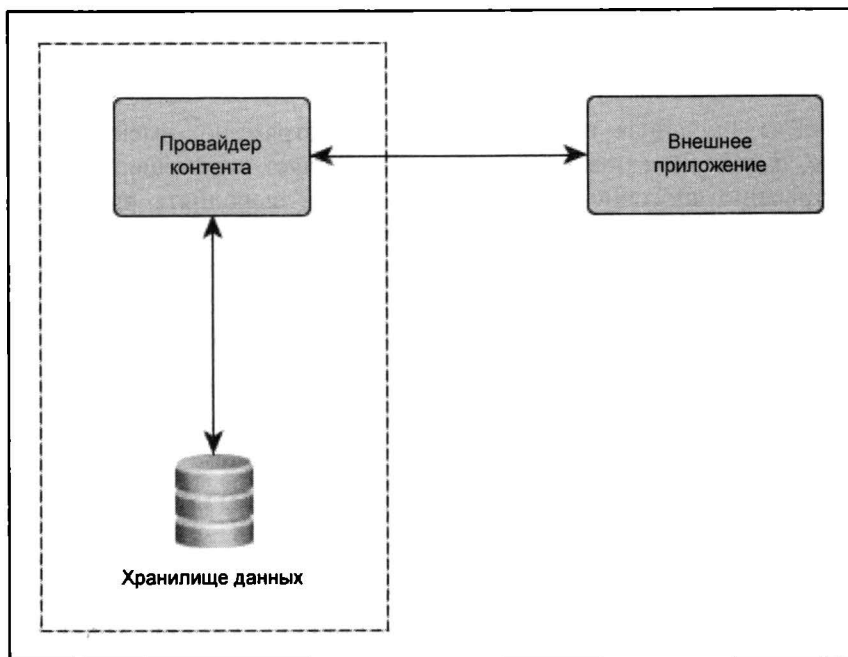 Провайдер
контента
Внешнее
приложение
Хранилище данных